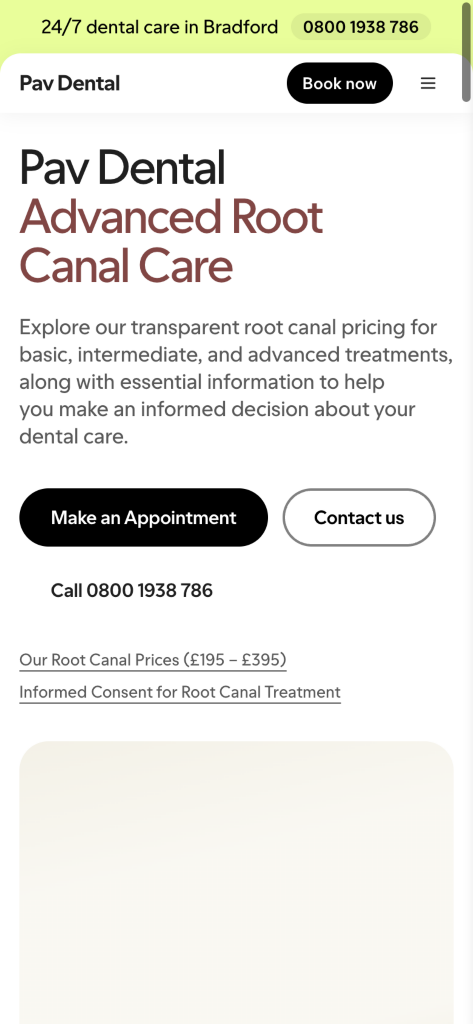 24/7 dental care in Bradford 0800 1938 786
Pav Dental Book now
Pav Dental
Advanced Root
Canal Care
Explore our transparent root canal pricing for
basic, intermediate, and advanced treatments,
along with essential information to help
you make an informed decision about your
dental care.
Make an Appointment Contact us
Call 0800 1938 786
Our Root Canal Prices (£195 – £395)
Informed Consent for Root Canal Treatment